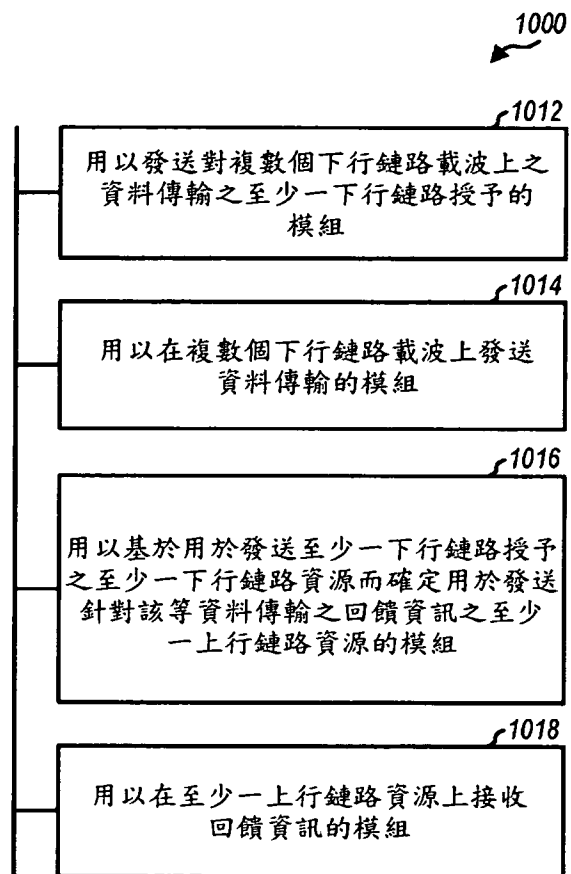 1000
1012
用以發送對複數個下行鏈路載波上之
資料傳輸之至少一下行鏈路授予的
模組
1014
用以在複數個下行鏈路載波上發送
資料傳輸的模組
1016
用以基於用於發送至少一下行鏈路授予
之至少一下行鏈路資源而確定用於發送
針對該等資料傳輸之回饋資訊之至少
一上行鏈路資源的模組
1018
用以在至少一上行鏈路資源上接收
回饋資訊的模組